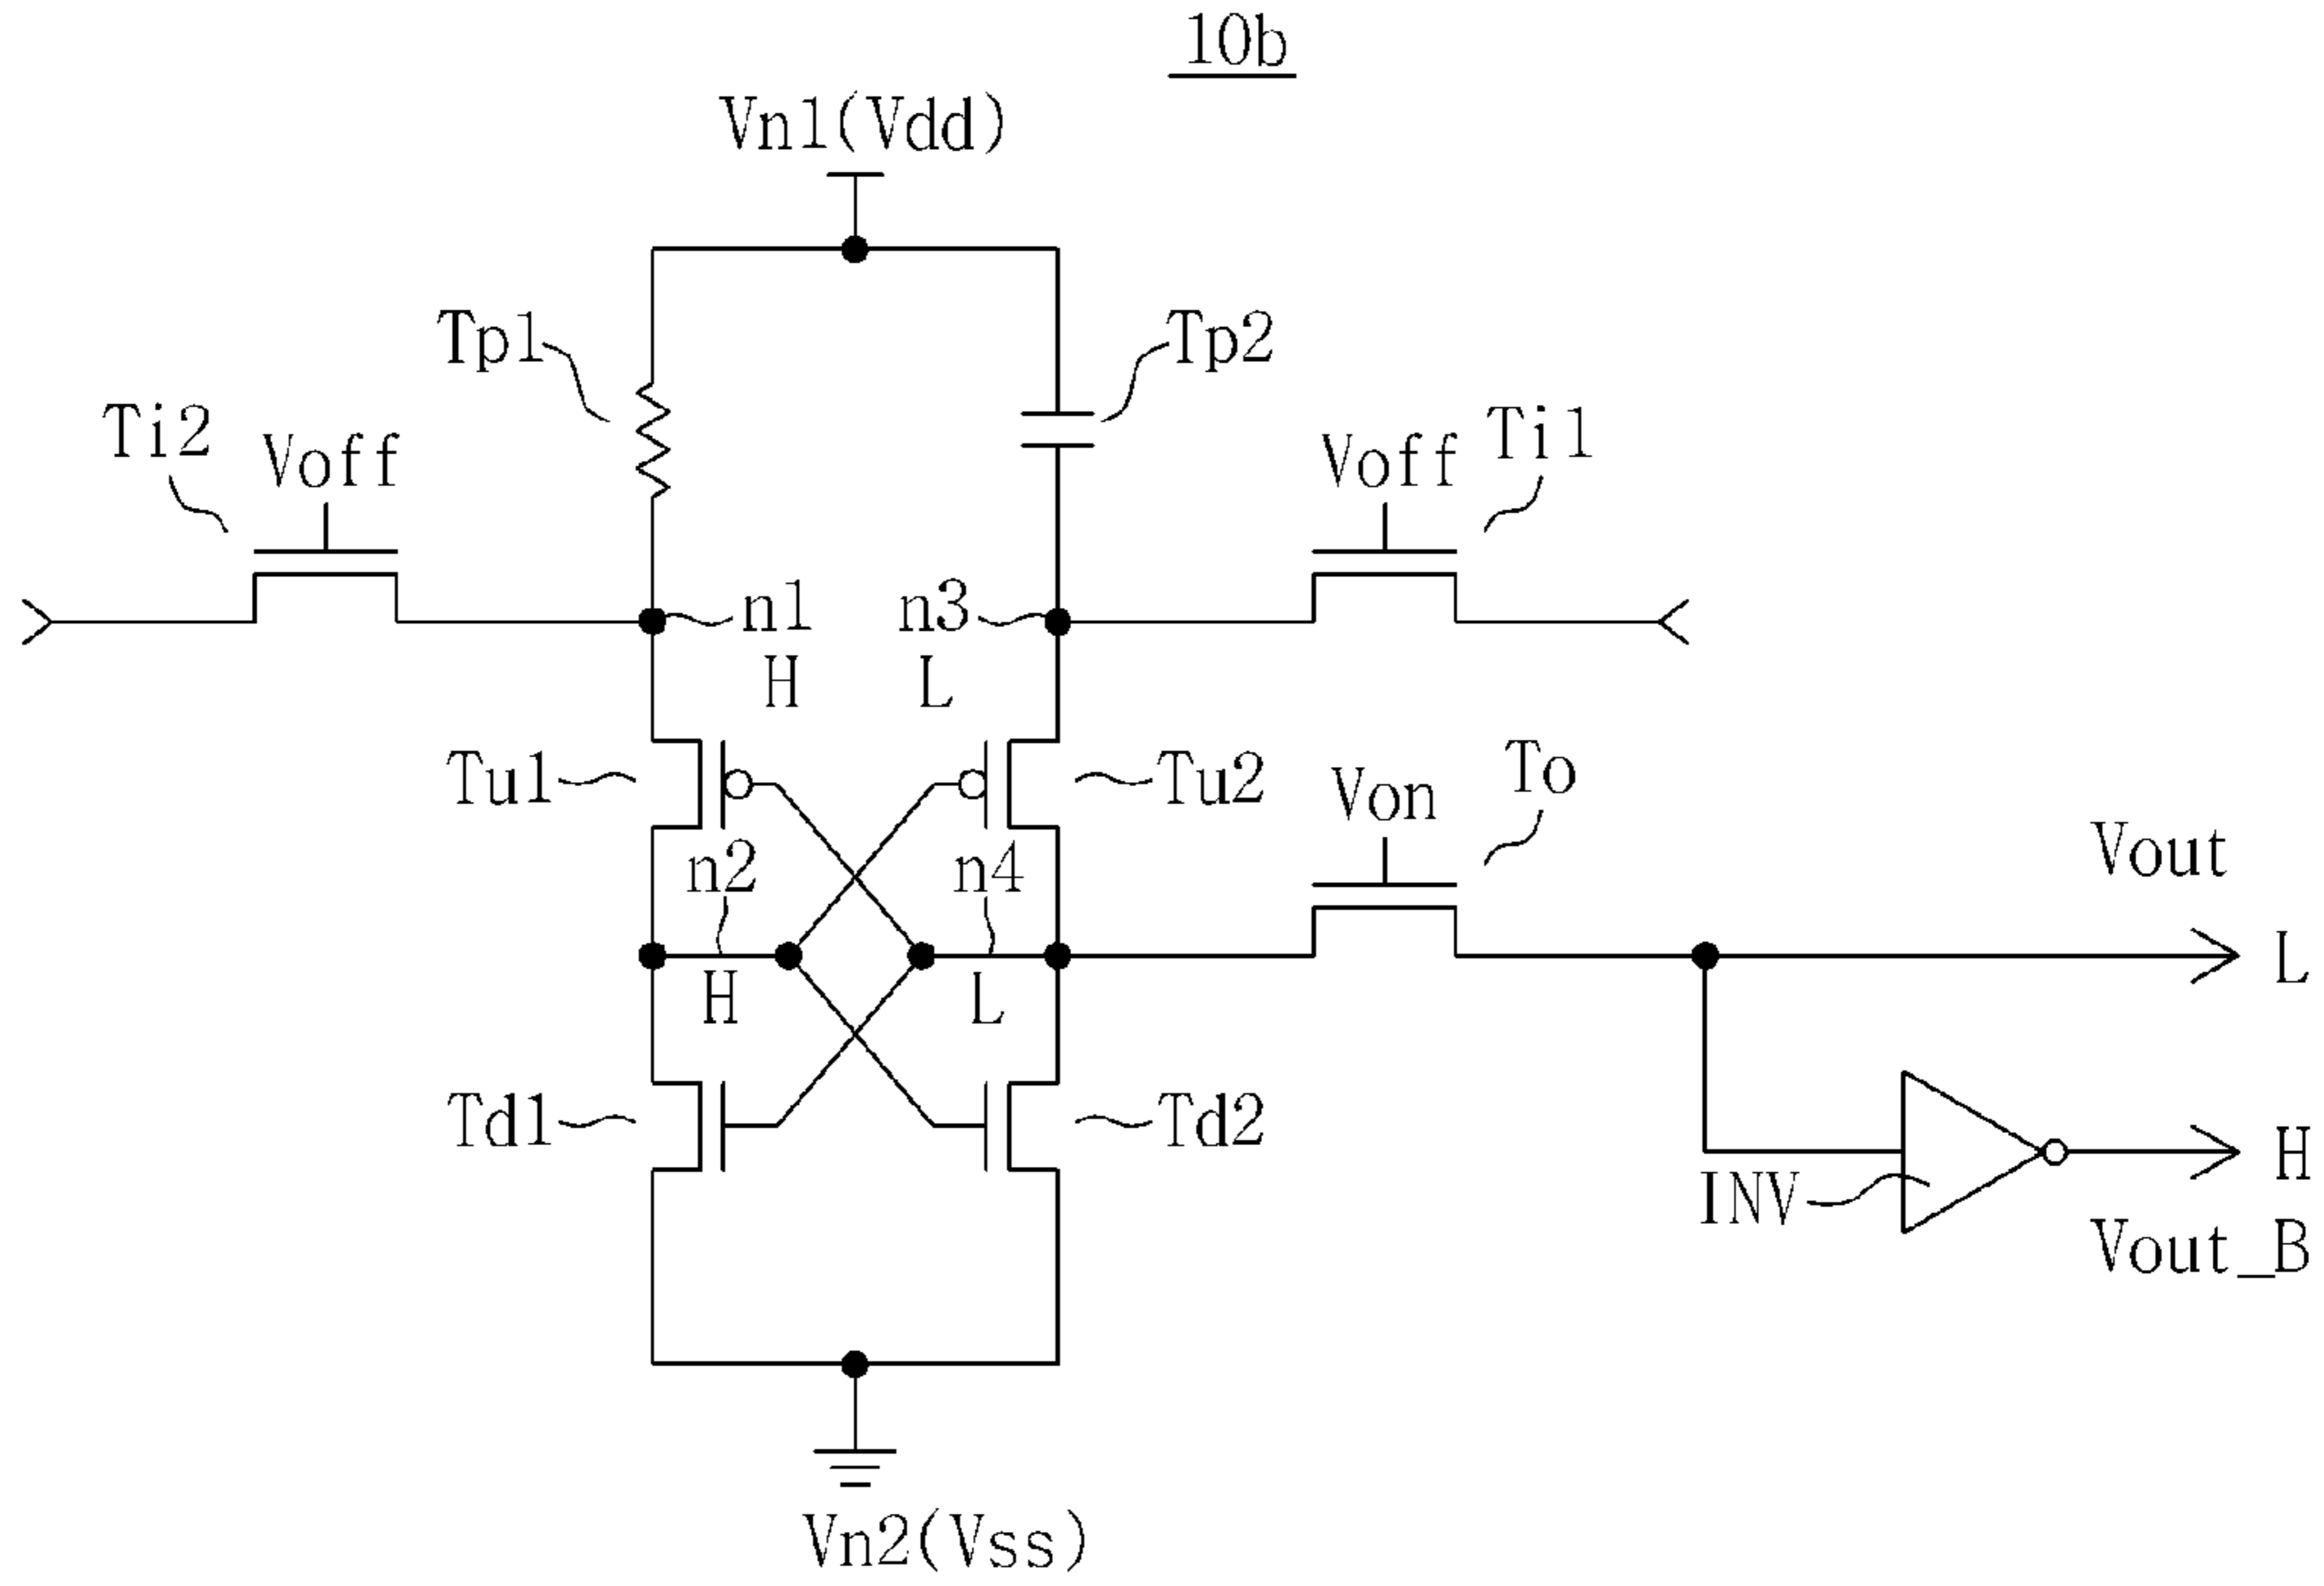 10b
Vn1(Vdd)
Tp1
Tp2
Ti2
Voff
Voff
Ti1
n1
n3
H
L
Tu1
Tu2
Von
To
Vout
n2
n4
L
H
L
Td1
Td2
INV
H
Vout_B
Vn2(Vss)